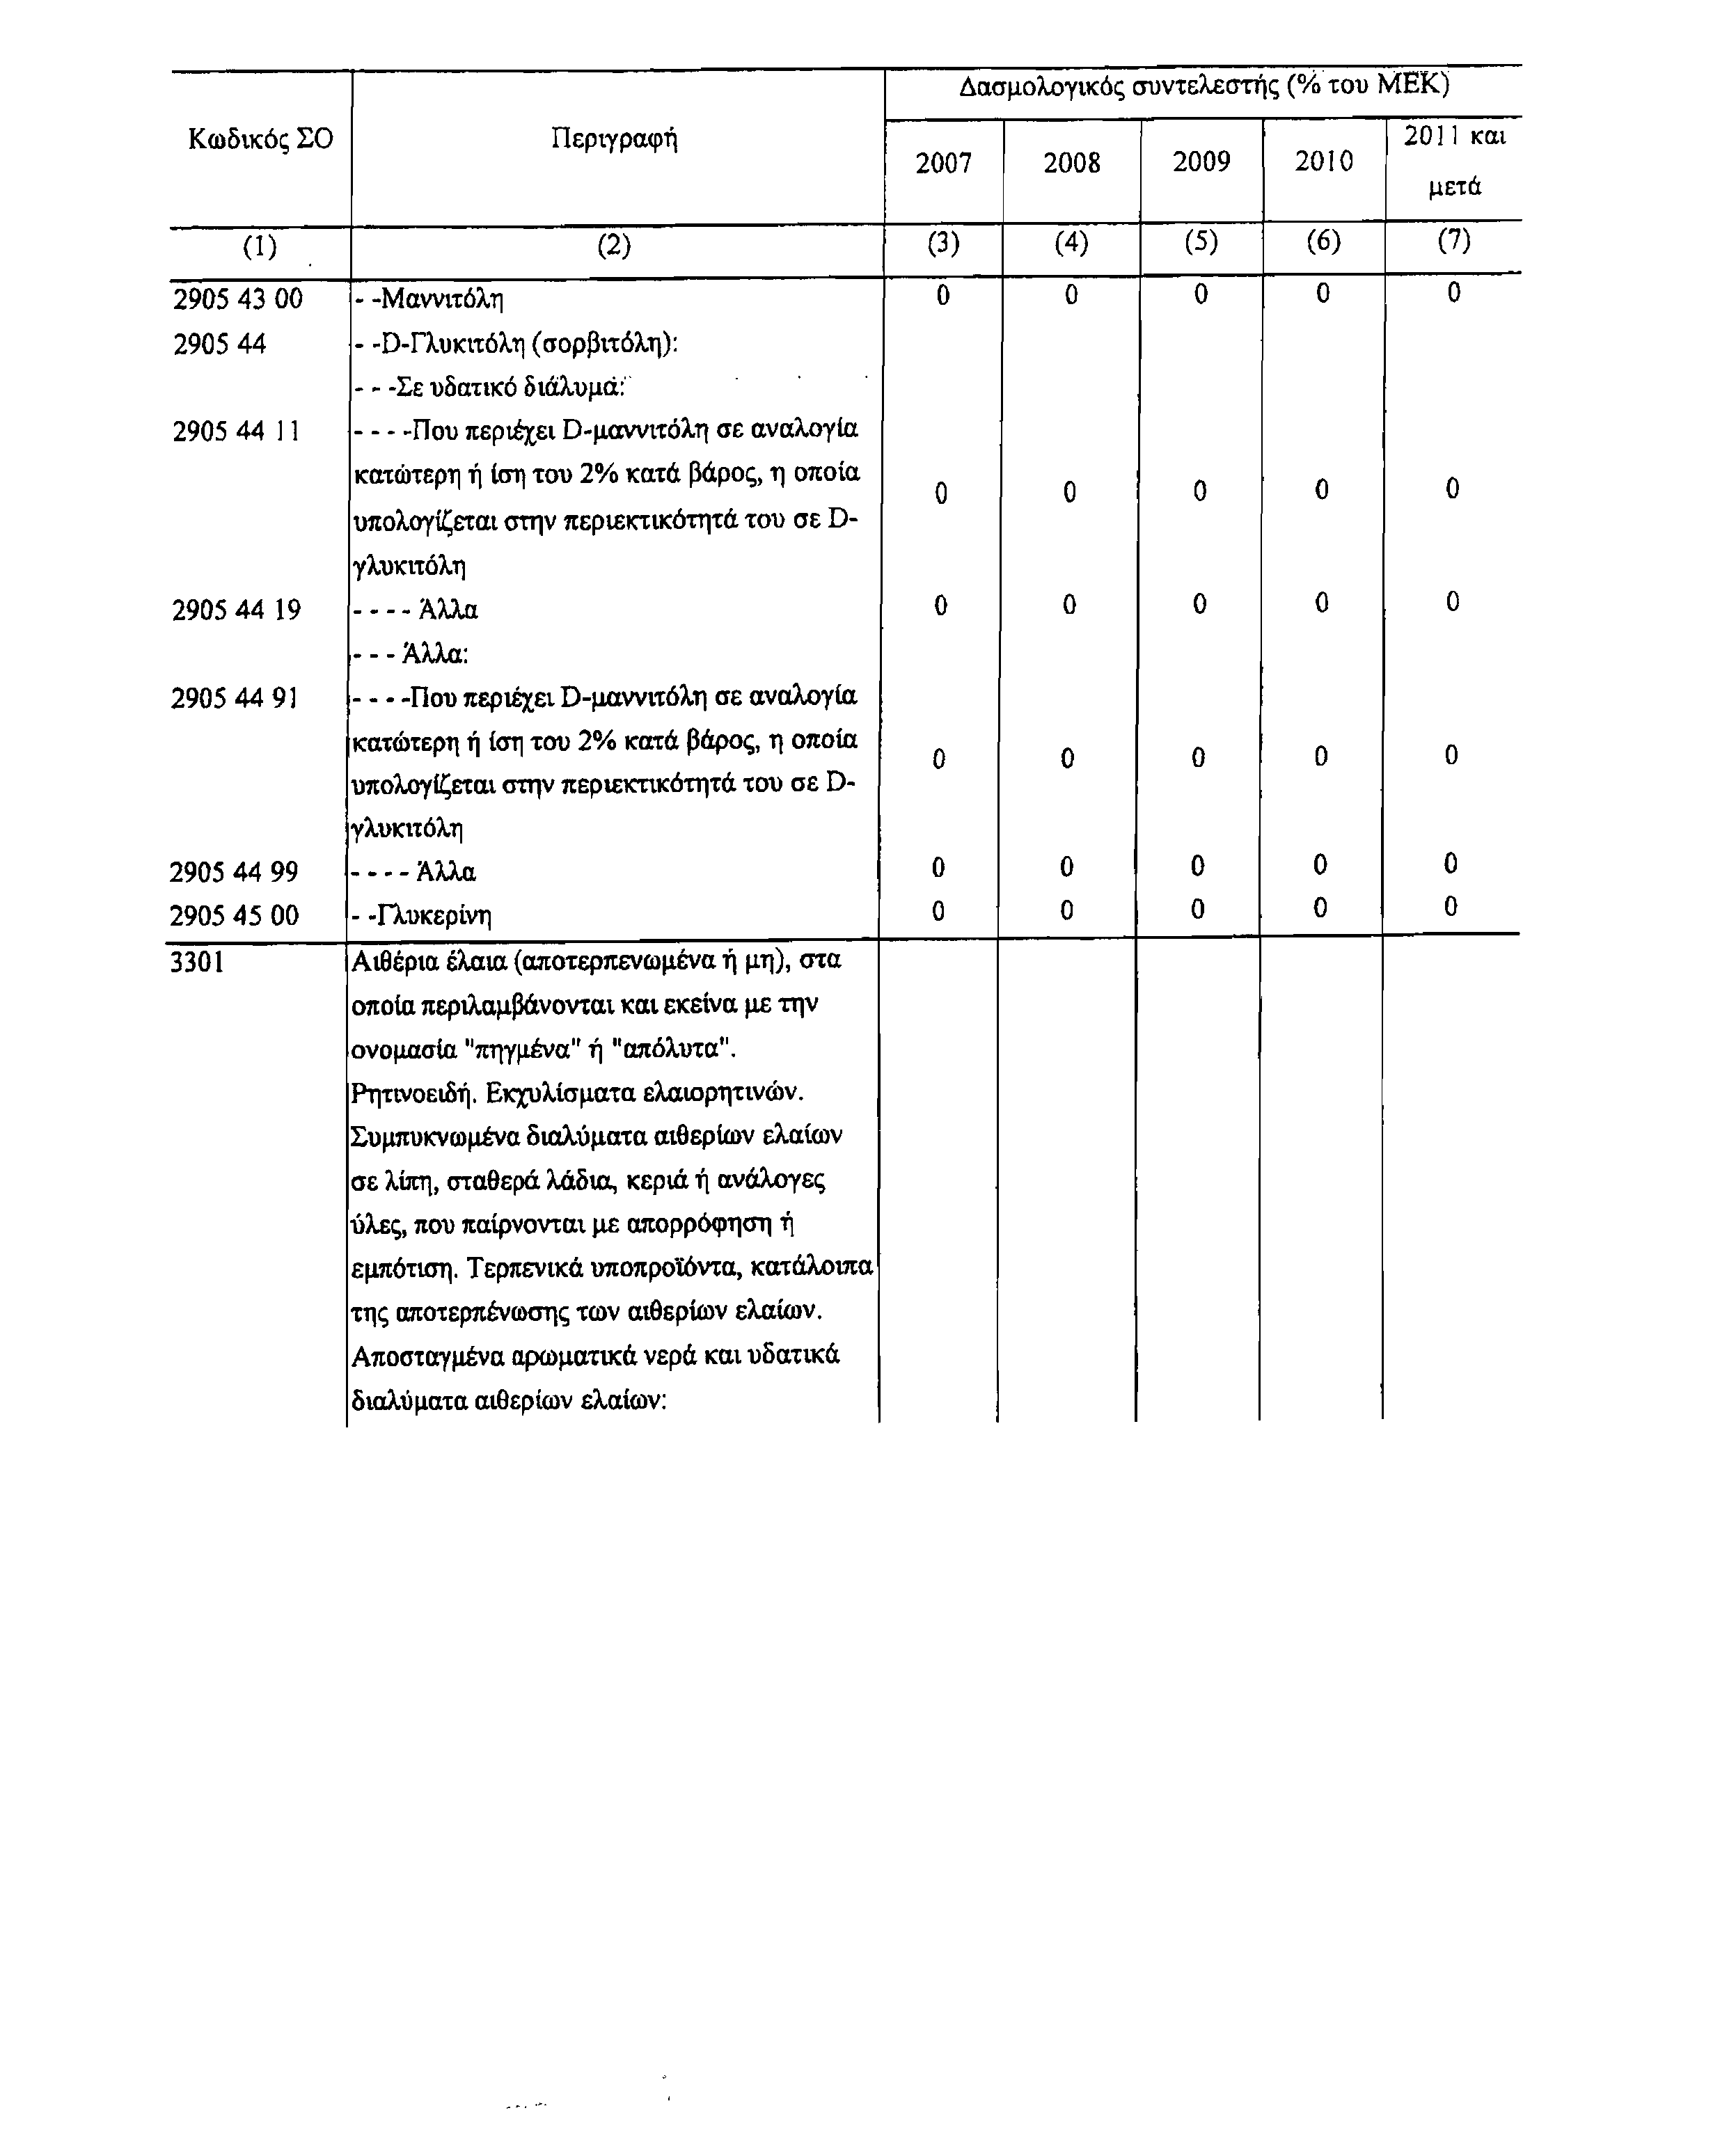 Δασμολογικός συντελεστής (% του ΜΕΚ)
Κωδικός ΣΟ Περιγραφή 2007 2008 2009 2010 2011 και
μετά
(1) (2) (3) (4) (5) (6) (7)
2905 43 00 - -Μαννιτόλη 0 0 0 0 0
2905 44 - -D-Γλυκιτόλη (σορβιτόλη):
- - -Σε υδατικό διάλυμα:
2905 44 11 - - - -Που περιέχει D-μαννιτόλη σε αναλογία
κατώτερη ή ίση του 2% κατά βάρος, η οποία
υπολογίζεται στην περιεκτικότητά του σε D- 0 0 0 0 0
γλυκιτόλη
2905 44 19 - - - - Άλλα 0 0 0 0 0
- - - Άλλα:
2905 44 91 - - - -Που περιέχει D-μαννιτόλη σε αναλογία
κατώτερη ή ίση του 2% κατά βάρος, η οποία
υπολογίζεται στην περιεκτικότητά του σε D- 0 0 0 0 0
γλυκιτόλη
2905 44 99 - - - - Άλλα 0 0 0 0 0
2905 45 00 - -Γλυκερίνη 0 0 0 0 0
3301 Αιθέρια έλαια (αποτερπενωμένα ή μη), στα
οποία περιλαμβάνονται και εκείνα με την
ονομασία "πηγμένα" ή "απόλυτα".
Ρητινοειδή. Εκχυλίσματα ελαιορητινών.
Συμπυκνωμένα διαλύματα αιθερίων ελαίων
σε λίπη, σταθερά λάδια, κεριά ή ανάλογες
ύλες, που παίρνονται με απορρόφηση ή
εμπότιση. Τερπενικά υποπροϊόντα, κατάλοιπα
της αποτερπένωσης των αιθερίων ελαίων.
Αποσταγμένα αρωματικά νερά και υδατικά
διαλύματα αιθερίων ελαίων: